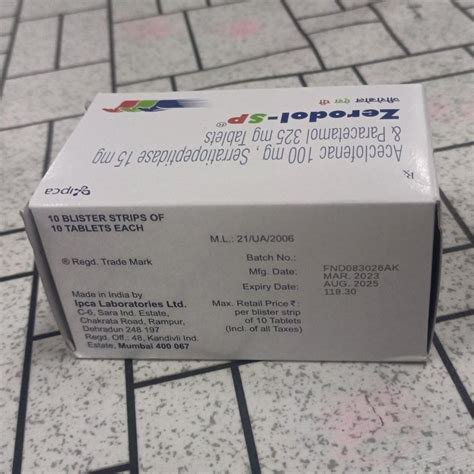 Aceclofenac 100 mg, Serratiopeptidase 15 mg
& Paracetamol 325 mg Tablets
Zerodol-SP®
ज़ीरोडोल एस पी
Rx
ipca
10 BLISTER STRIPS OF
10 TABLETS EACH
® Regd. Trade Mark
Made in India by
Ipca Laboratories Ltd.
C-6, Sara Ind. Estate,
Chakrata Road, Rampur,
Dehradun 248 197
Regd. Off.: 48, Kandivli Ind.
Estate, Mumbai 400 067
M.L.: 21/UA/2006
Batch No.: FND083026AK
Mfg. Date: MAR. 2023
Expiry Date: AUG. 2025
Max. Retail Price ₹ : 118.30
per blister strip
of 10 Tablets
(Incl. of all Taxes)